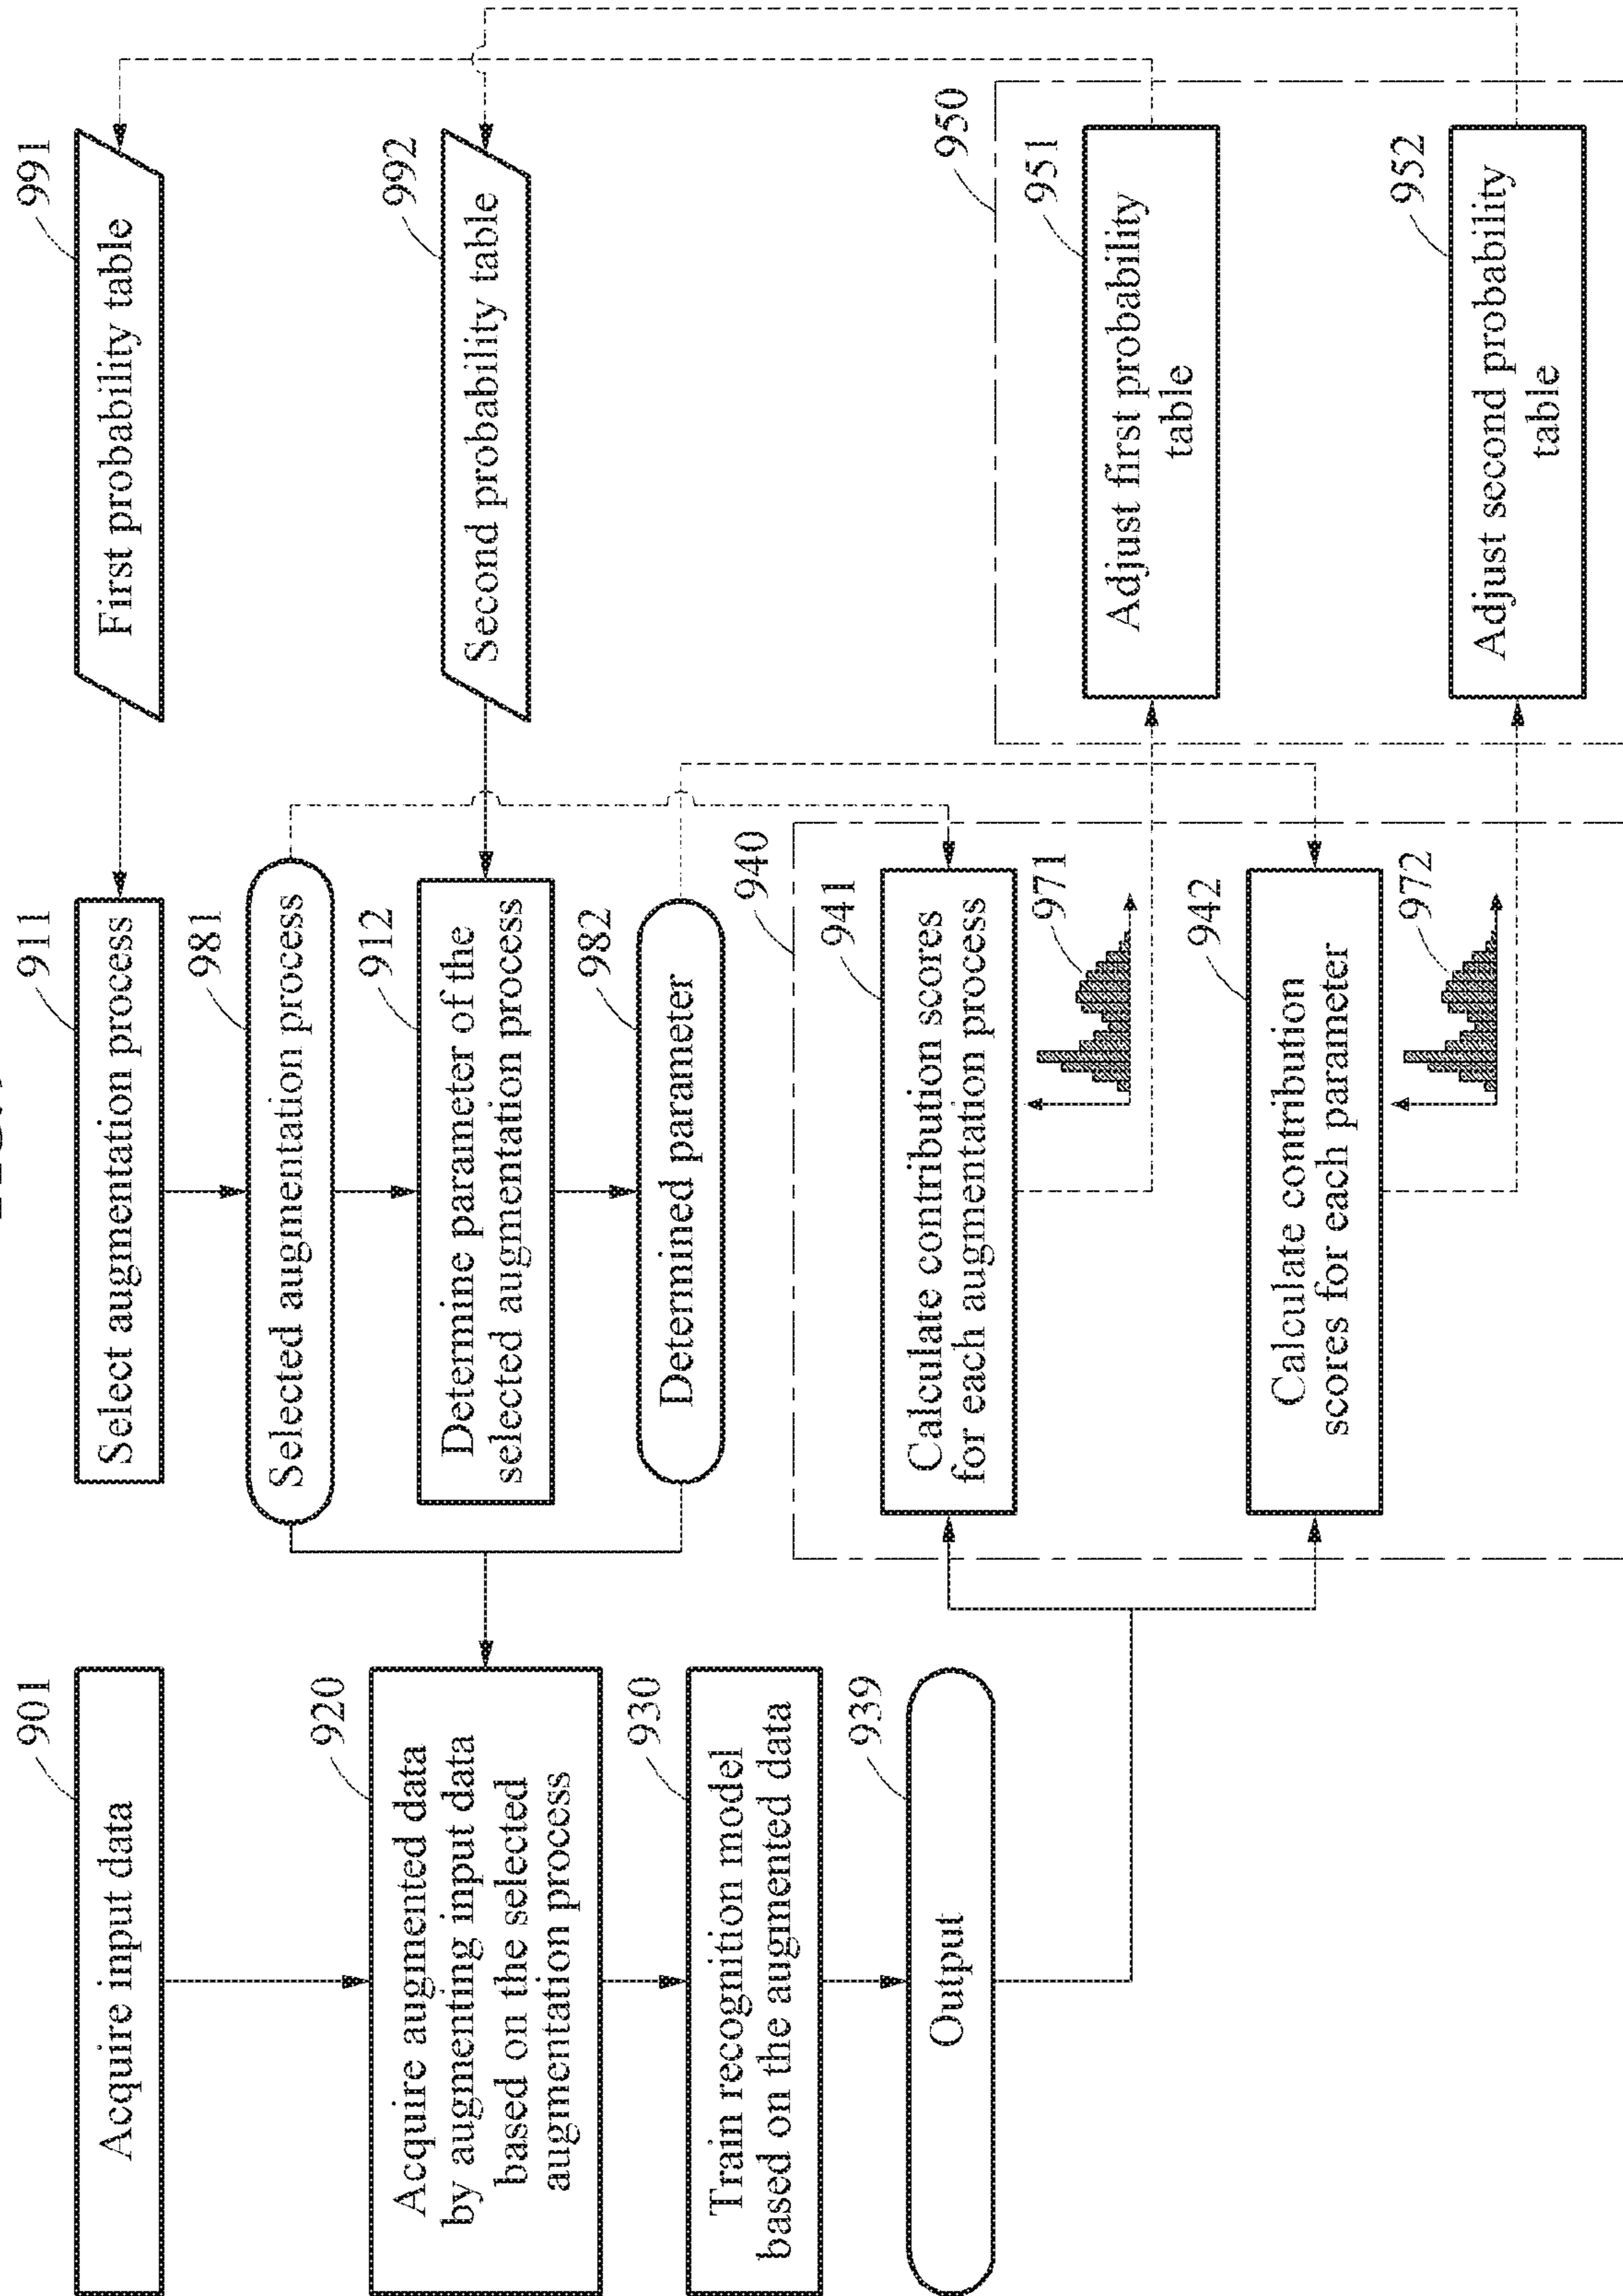 901
Acquire input data
920
Acquire augmented data
by augmenting input data
based on the selected
augmentation process
930
Train recognition model
based on the augmented data
939
Output
911
Select augmentation process
981
Selected augmentation process
912
Determine parameter of the
selected augmentation process
982
Determined parameter
940
941
Calculate contribution scores
for each augmentation process
971
942
Calculate contribution
scores for each parameter
972
991
First probability table
992
Second probability table
950
951
Adjust first probability
table
952
Adjust second probability
table